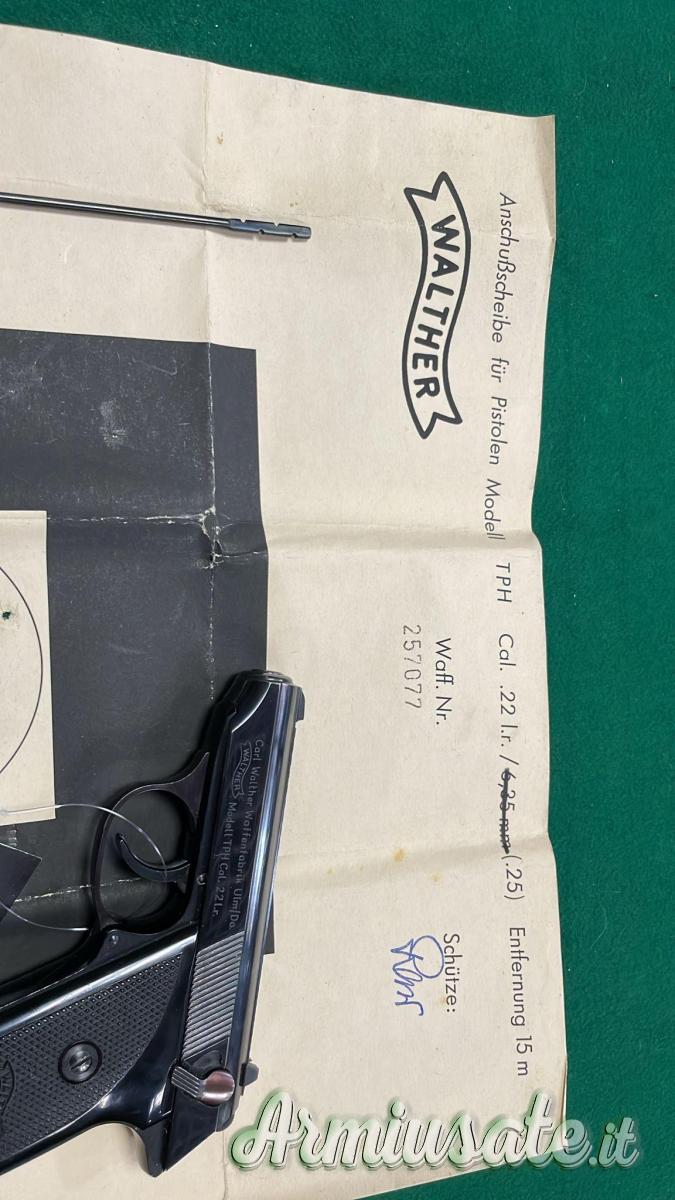 Anschußscheibe für Pistolen Modell TPH Cal. .22 l.r. / 6,35 mm (.25) Entfernung 15 m
WALTHER
Waff. Nr.
257077
Schütze:
Carl Walther Waffenfabrik Ulm/Do.
WALTHER Modell TPH Cal. .22 l.r.
Armiusate.it